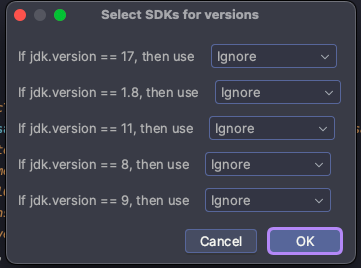 Select SDKs for versions
If jdk.version == 17, then use Ignore
If jdk.version == 1.8, then use Ignore
If jdk.version == 11, then use Ignore
If jdk.version == 8, then use Ignore
If jdk.version == 9, then use Ignore
Cancel OK